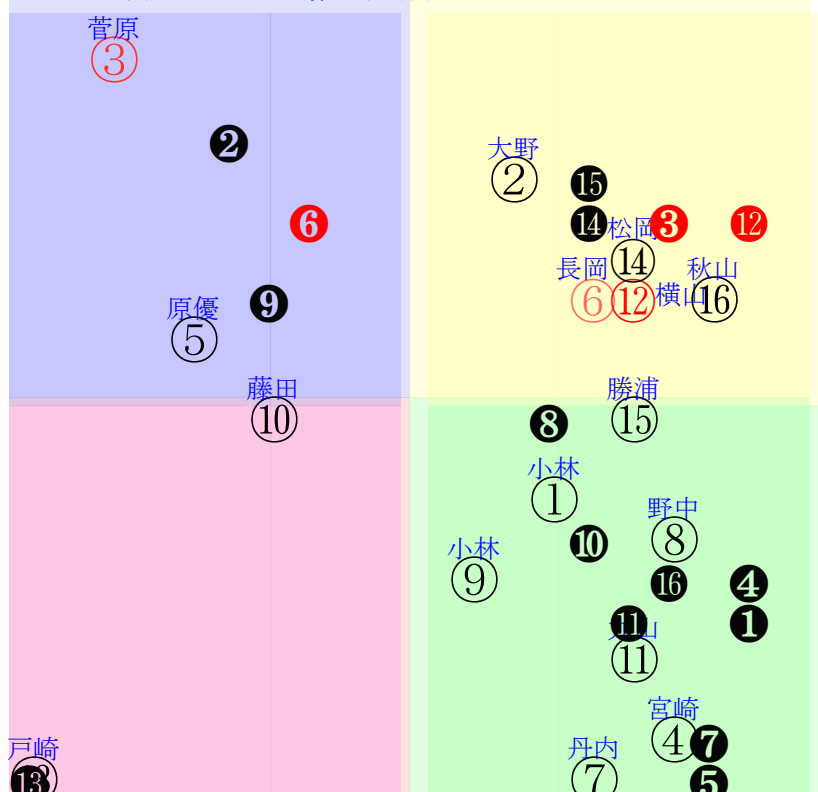 菅原
③
❷
大野
②
⓯
❻
⓮
松岡
❸
⓬
⑭
長岡
秋山
⑥
⑫
横山
⑯
❾
原優
⑤
藤田
⑩
勝浦
⑮
❽
小林
①
野中
⑧
❿
小林
⑨
⓰
❹
⓫
❶
⑪
宮崎
④
❼
戸崎
⓭
丹内
⑦
❺